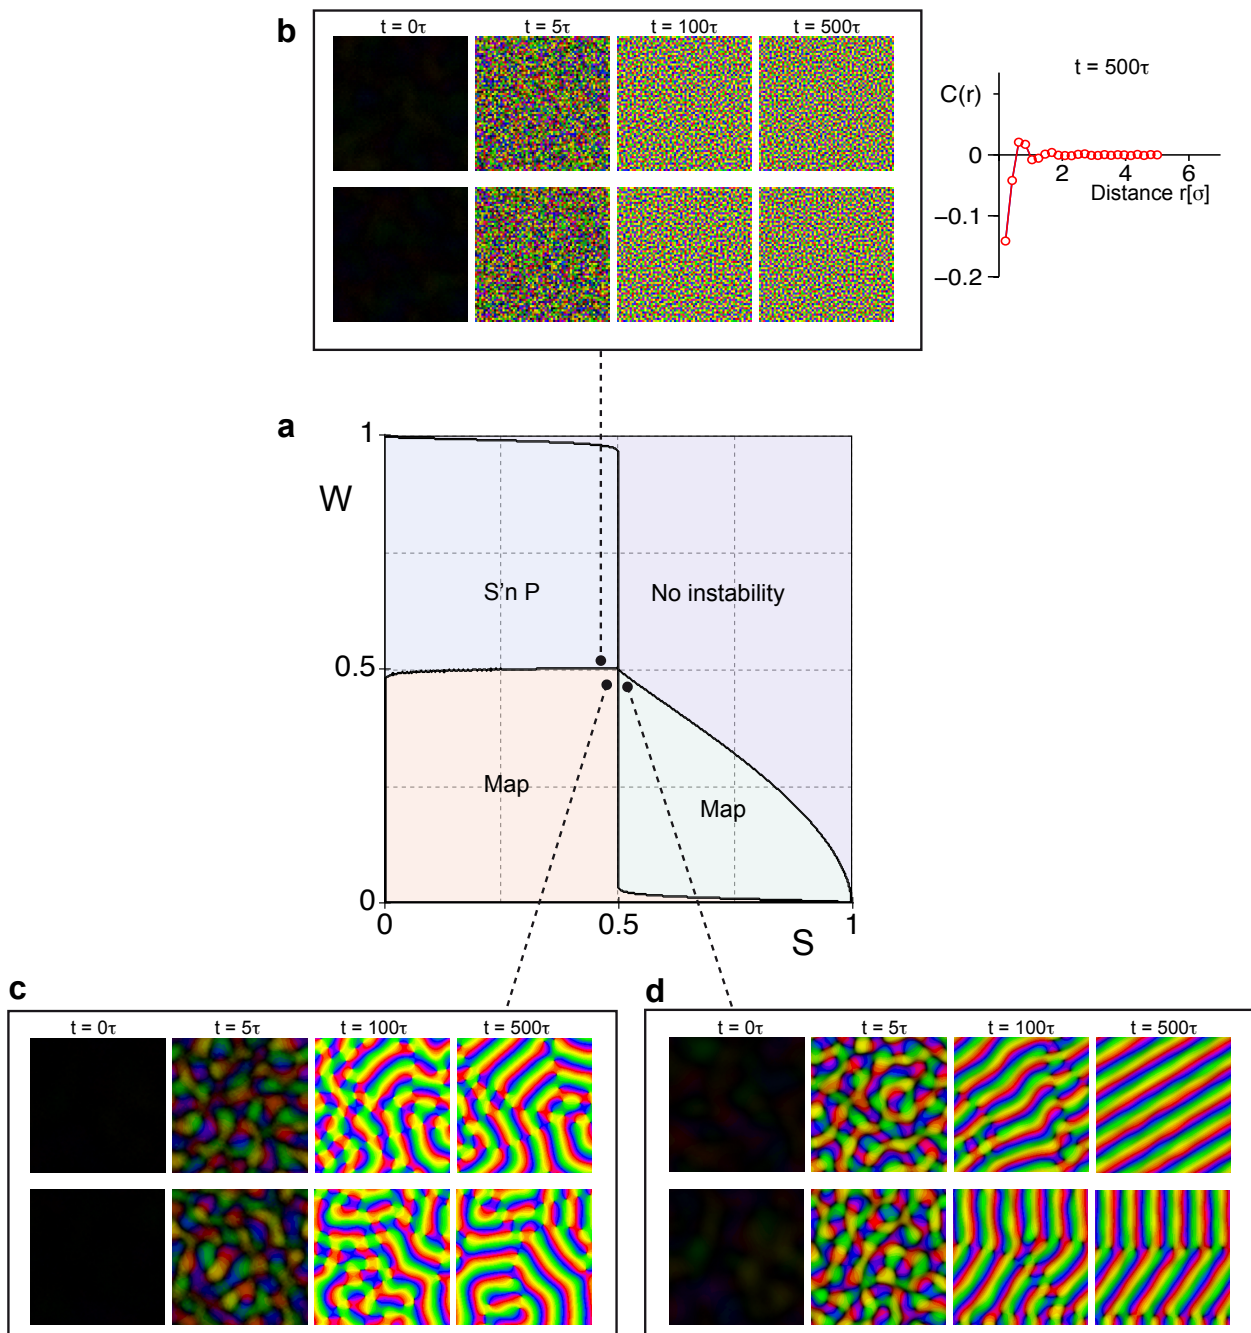 b
t = 0τ t = 5τ t = 100τ t = 500τ
t = 500τ
C(r)
0
−0.1
−0.2
2 4 6
Distance r[σ]
a
1
W
0.5
0
S'n P
No instability
Map
Map
0 0.5 1
S
c
t = 0τ t = 5τ t = 100τ t = 500τ
d
t = 0τ t = 5τ t = 100τ t = 500τ